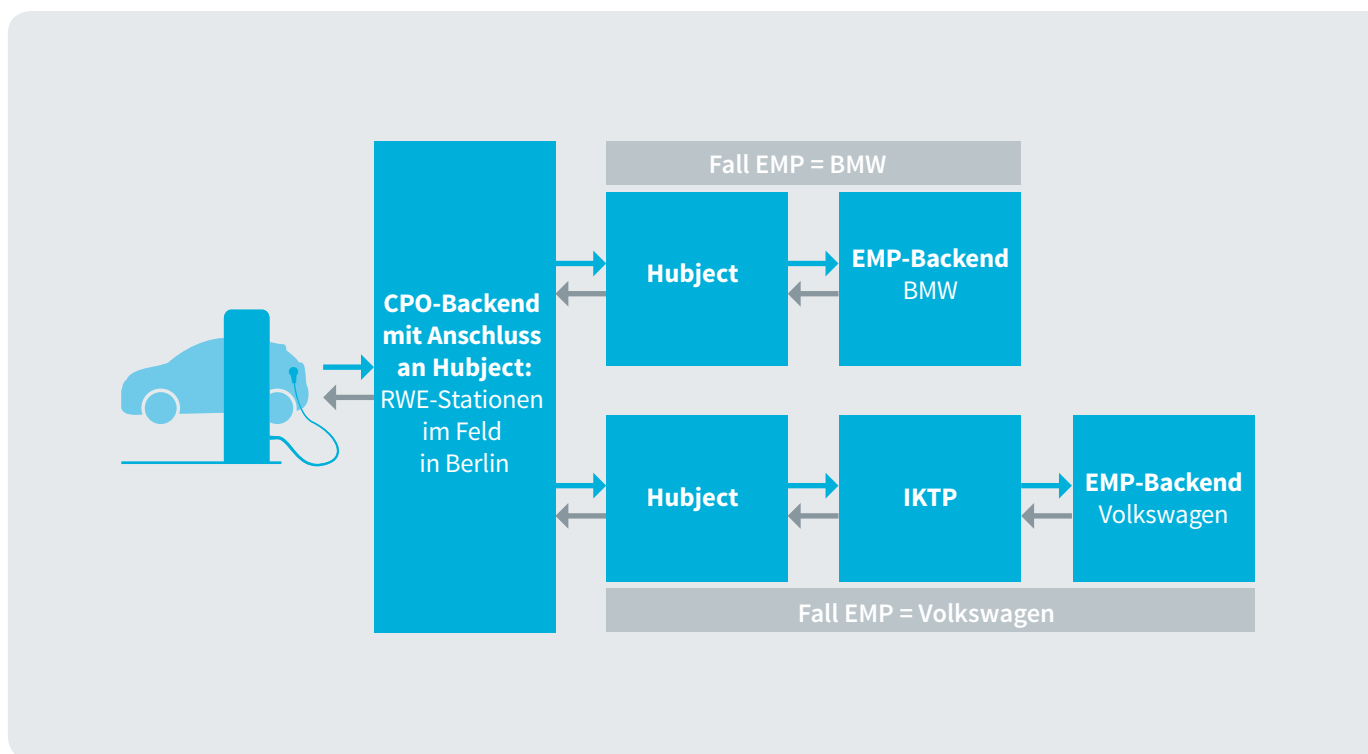 Fall EMP = BMW
Hubject
EMP-Backend
BMW
CPO-Backend
mit Anschluss
an Hubject:
RWE-Stationen
im Feld
in Berlin
Hubject
IKTP
EMP-Backend
Volkswagen
Fall EMP = Volkswagen